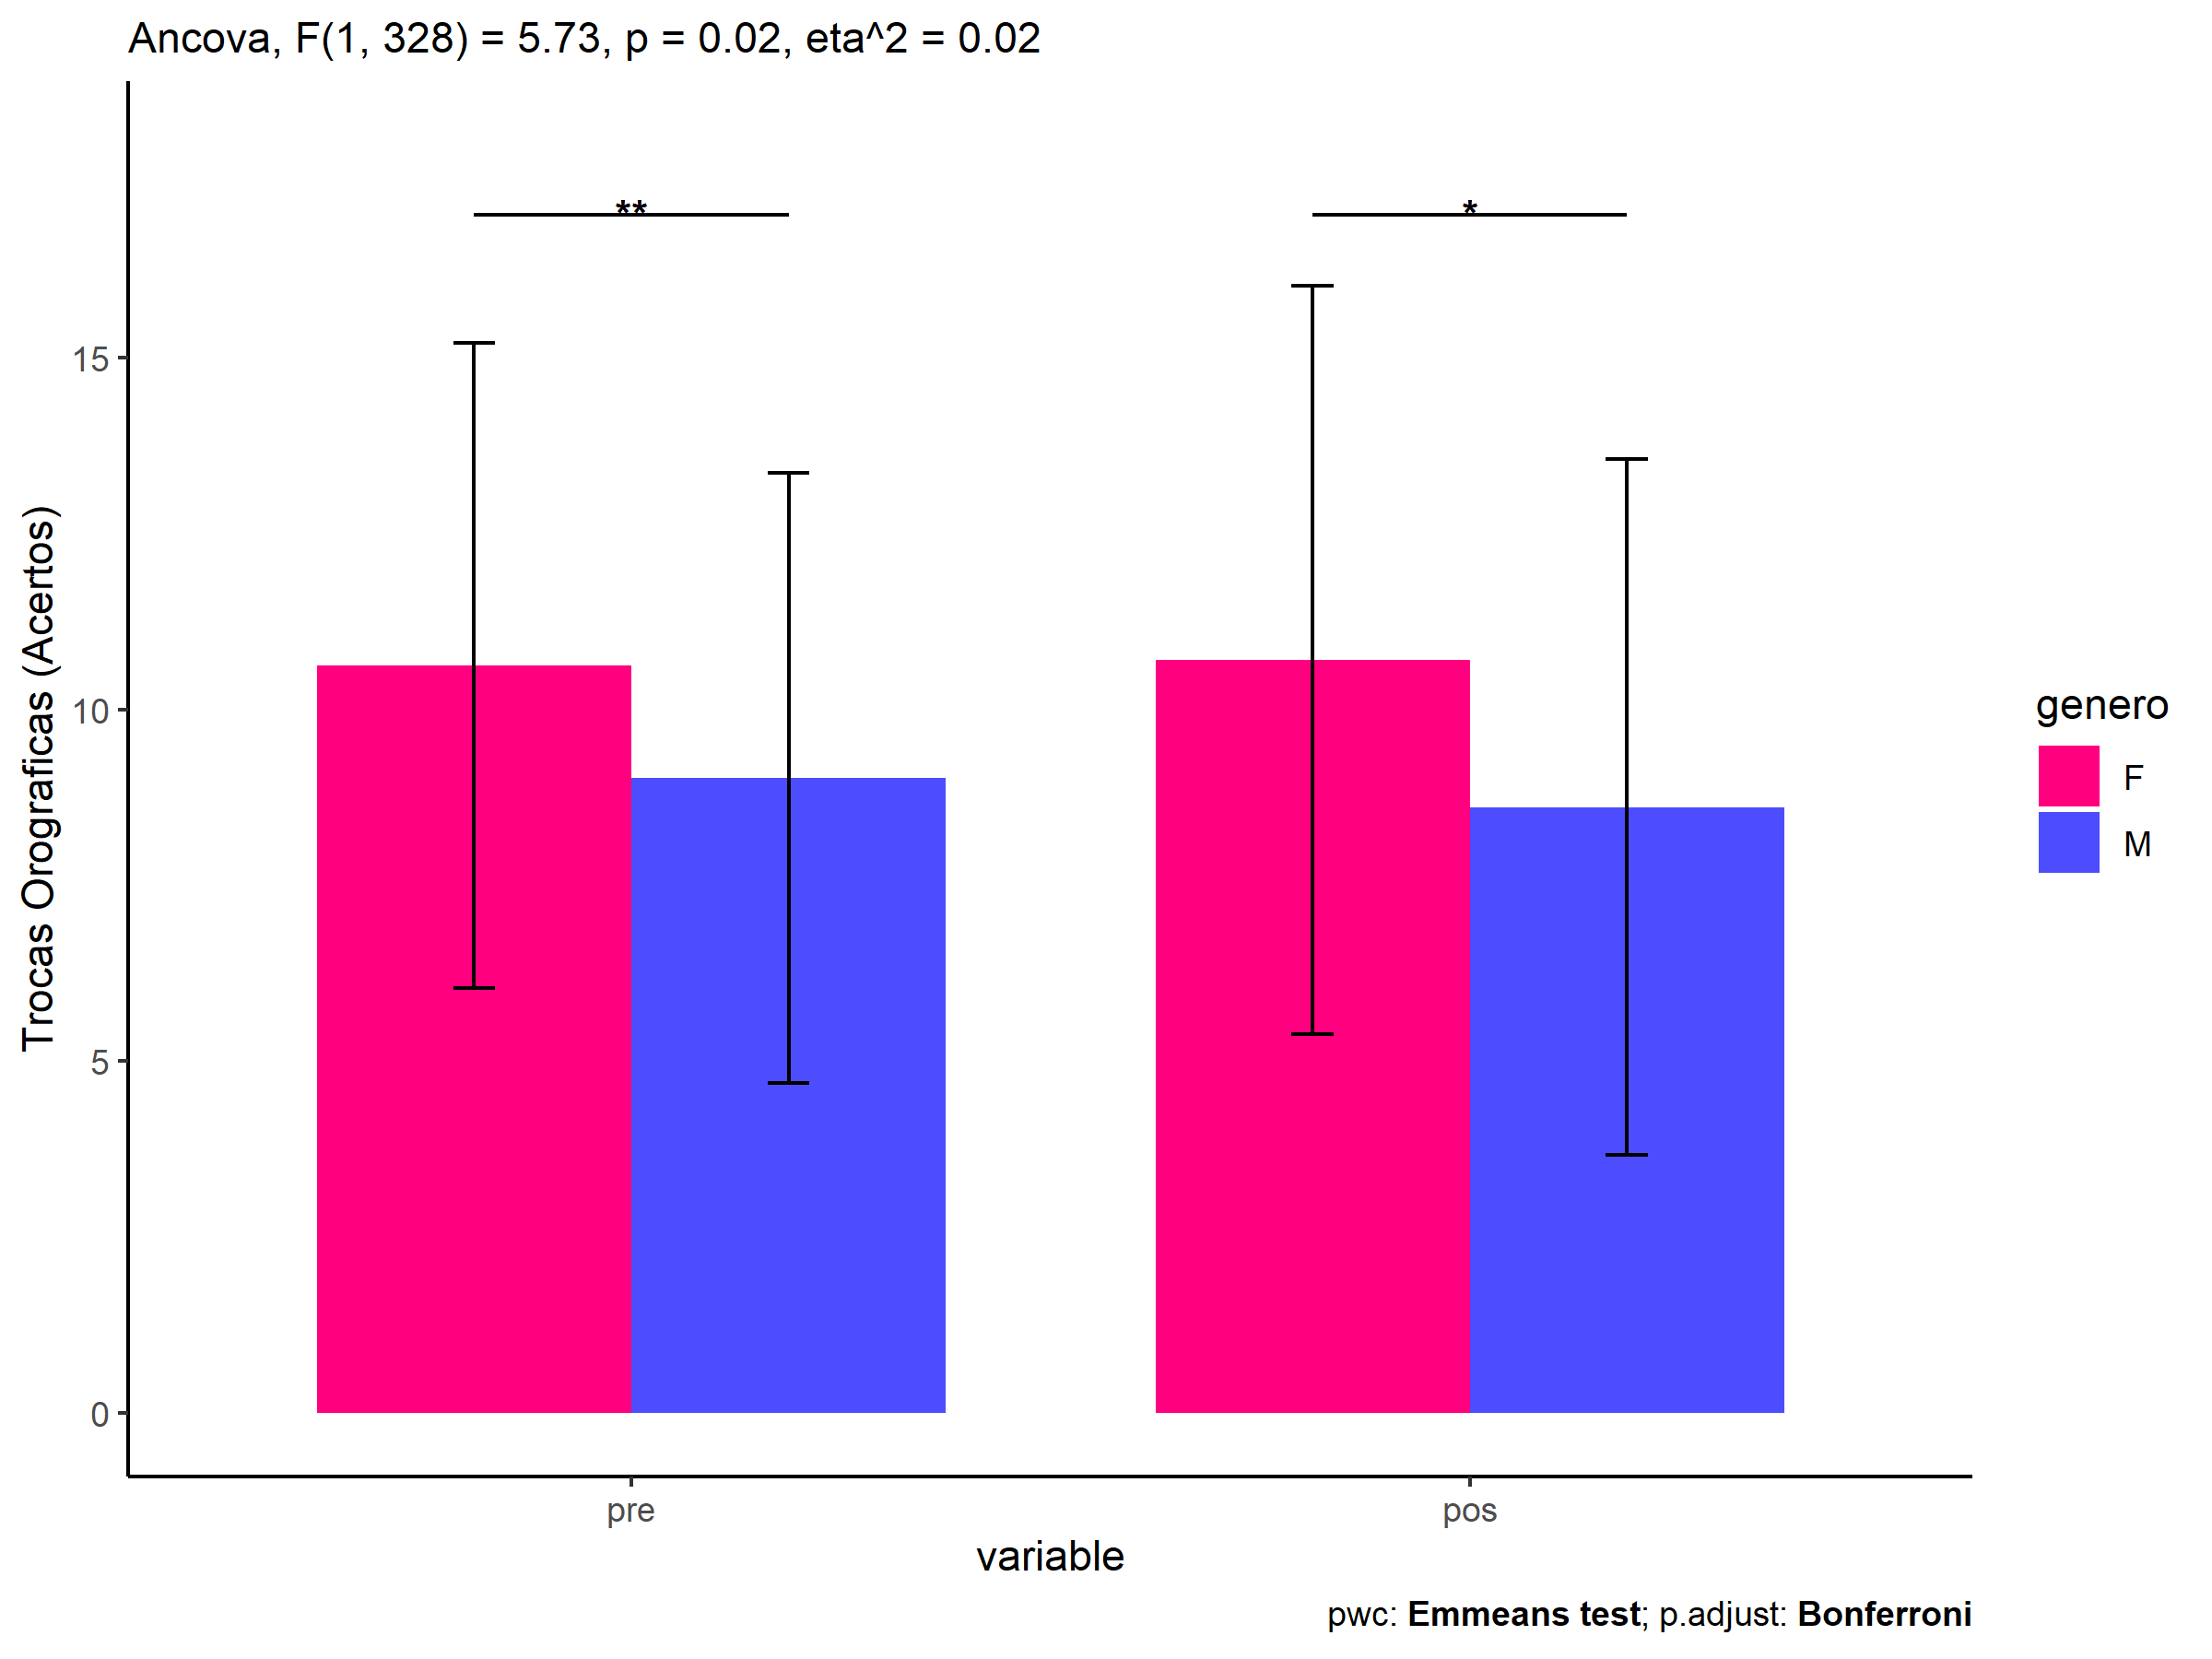 Ancova, F(1, 328) = 5.73, p = 0.02, eta^2 = 0.02
** *
15
10
5
0
Trocas Orograficas (Acertos)
pre pos
variable
genero
F
M
pwc: Emmeans test; p.adjust: Bonferroni